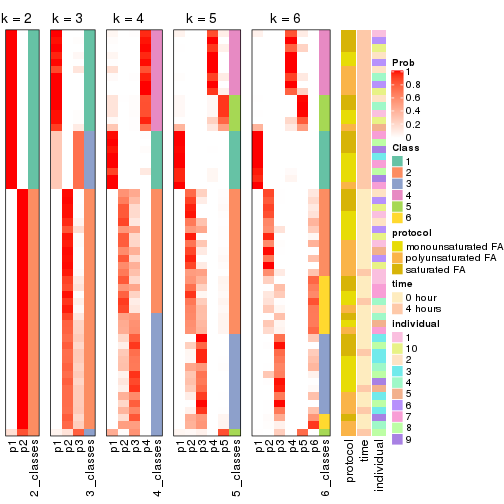 k = 2
k = 3
k = 4
k = 5
k = 6
p1
p2
2_classes
p1
p2
p3
3_classes
p1
p2
p3
p4
4_classes
p1
p2
p3
p4
p5
5_classes
p1
p2
p3
p4
p5
p6
6_classes
protocol
time
individual
Prob
1
0.8
0.6
0.4
0.2
0
Class
1
2
3
4
5
6
protocol
monounsaturated FA
polyunsaturated FA
saturated FA
time
0 hour
4 hours
individual
1
10
2
3
4
5
6
7
8
9